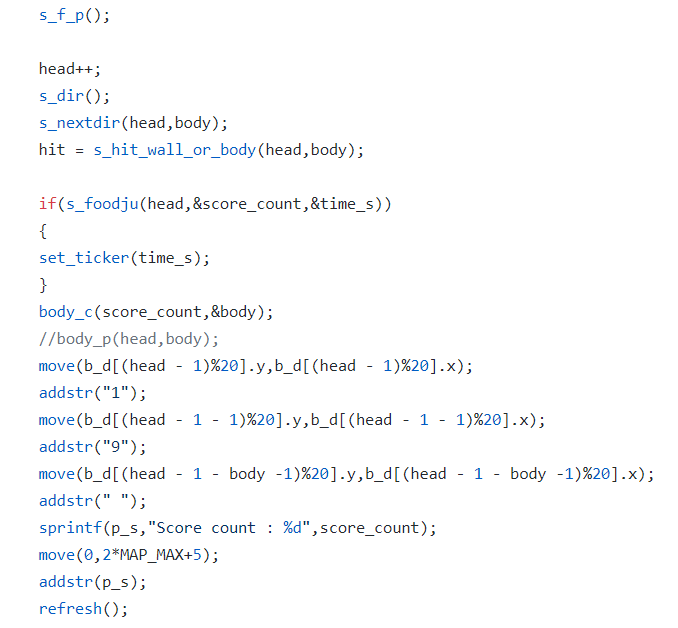 s_f_p();
head++;
s_dir();
s_nextdir(head,body);
hit = s_hit_wall_or_body(head,body);
if(s_foodju(head,&score_count,&time_s))
{
set_ticker(time_s);
}
body_c(score_count,&body);
//body_p(head,body);
move(b_d[(head - 1)%20].y,b_d[(head - 1)%20].x);
addstr("1");
move(b_d[(head - 1 - 1)%20].y,b_d[(head - 1 - 1)%20].x);
addstr("9");
move(b_d[(head - 1 - body -1)%20].y,b_d[(head - 1 - body -1)%20].x);
addstr(" ");
sprintf(p_s,"Score count : %d",score_count);
move(0,2*MAP_MAX+5);
addstr(p_s);
refresh();